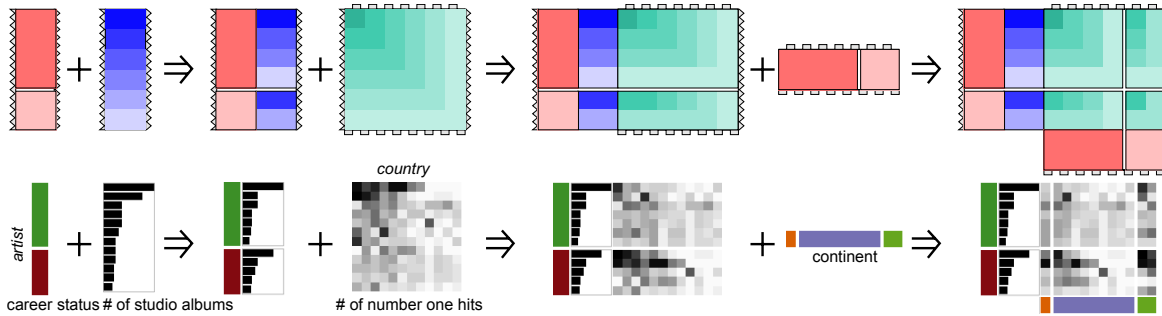 country
artist
continent
career status
# of studio albums
# of number one hits